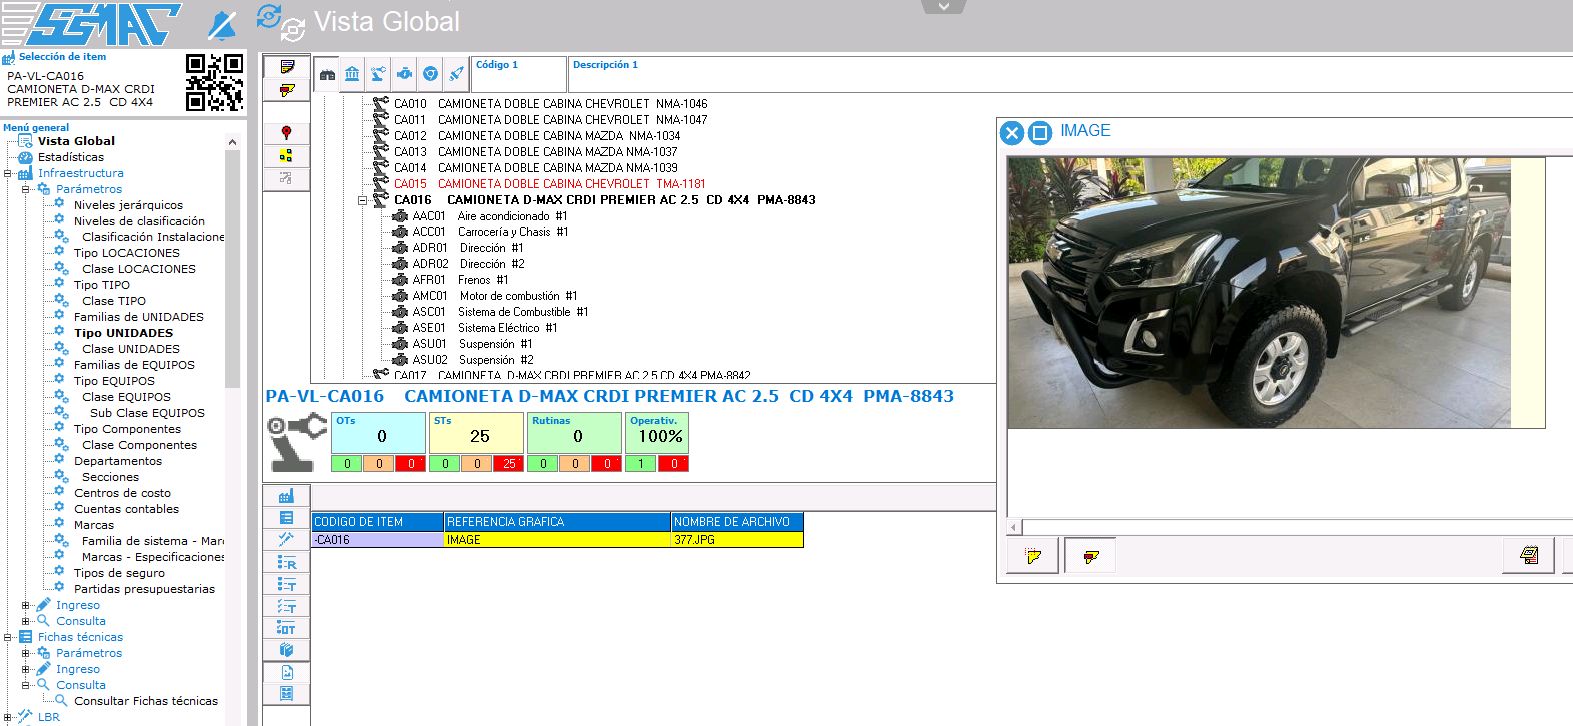 SISMAC
Vista Global
Selección de item
PA-VL-CA016
CAMIONETA D-MAX CRDI
PREMIER AC 2.5 CD 4X4
Menú general
Vista Global
Estadísticas
Infraestructura
Parámetros
Niveles jerárquicos
Niveles de clasificación
Clasificación Instalacione
Tipo LOCACIONES
Clase LOCACIONES
Tipo TIPO
Clase TIPO
Familias de UNIDADES
Tipo UNIDADES
Clase UNIDADES
Familias de EQUIPOS
Tipo EQUIPOS
Clase EQUIPOS
Sub Clase EQUIPOS
Tipo Componentes
Clase Componentes
Departamentos
Secciones
Centros de costo
Cuentas contables
Marcas
Familia de sistema - Mar
Marcas - Especificaciones
Tipos de seguro
Partidas presupuestarias
Ingreso
Consulta
Fichas técnicas
Parámetros
Ingreso
Consulta
Consultar Fichas técnicas
LBR
Código 1
Descripción 1
CA010 CAMIONETA DOBLE CABINA CHEVROLET NMA-1046
CA011 CAMIONETA DOBLE CABINA CHEVROLET NMA-1047
CA012 CAMIONETA DOBLE CABINA MAZDA NMA-1034
CA013 CAMIONETA DOBLE CABINA MAZDA NMA-1037
CA014 CAMIONETA DOBLE CABINA MAZDA NMA-1039
CA015 CAMIONETA DOBLE CABINA CHEVROLET TMA-1181
CA016 CAMIONETA D-MAX CRDI PREMIER AC 2.5 CD 4X4 PMA-8843
AAC01 Aire acondicionado #1
ACC01 Carrocería y Chasis #1
ADR01 Dirección #1
ADR02 Dirección #2
AFR01 Frenos #1
AMC01 Motor de combustión #1
ASC01 Sistema de Combustible #1
ASE01 Sistema Eléctrico #1
ASU01 Suspensión #1
ASU02 Suspensión #2
CA017 CAMIONETA D-MAX CRDI PREMIER AC 2.5 CD 4X4 PMA-8842
PA-VL-CA016 CAMIONETA D-MAX CRDI PREMIER AC 2.5 CD 4X4 PMA-8843
OTs
0
0 0 0
STs
25
0 0 25
Rutinas
0
0 0 0
Operativ.
100%
1 0
R
T
T
OT
CODIGO DE ITEM REFERENCIA GRAFICA NOMBRE DE ARCHIVO
-CA016 IMAGE 377.JPG
IMAGE